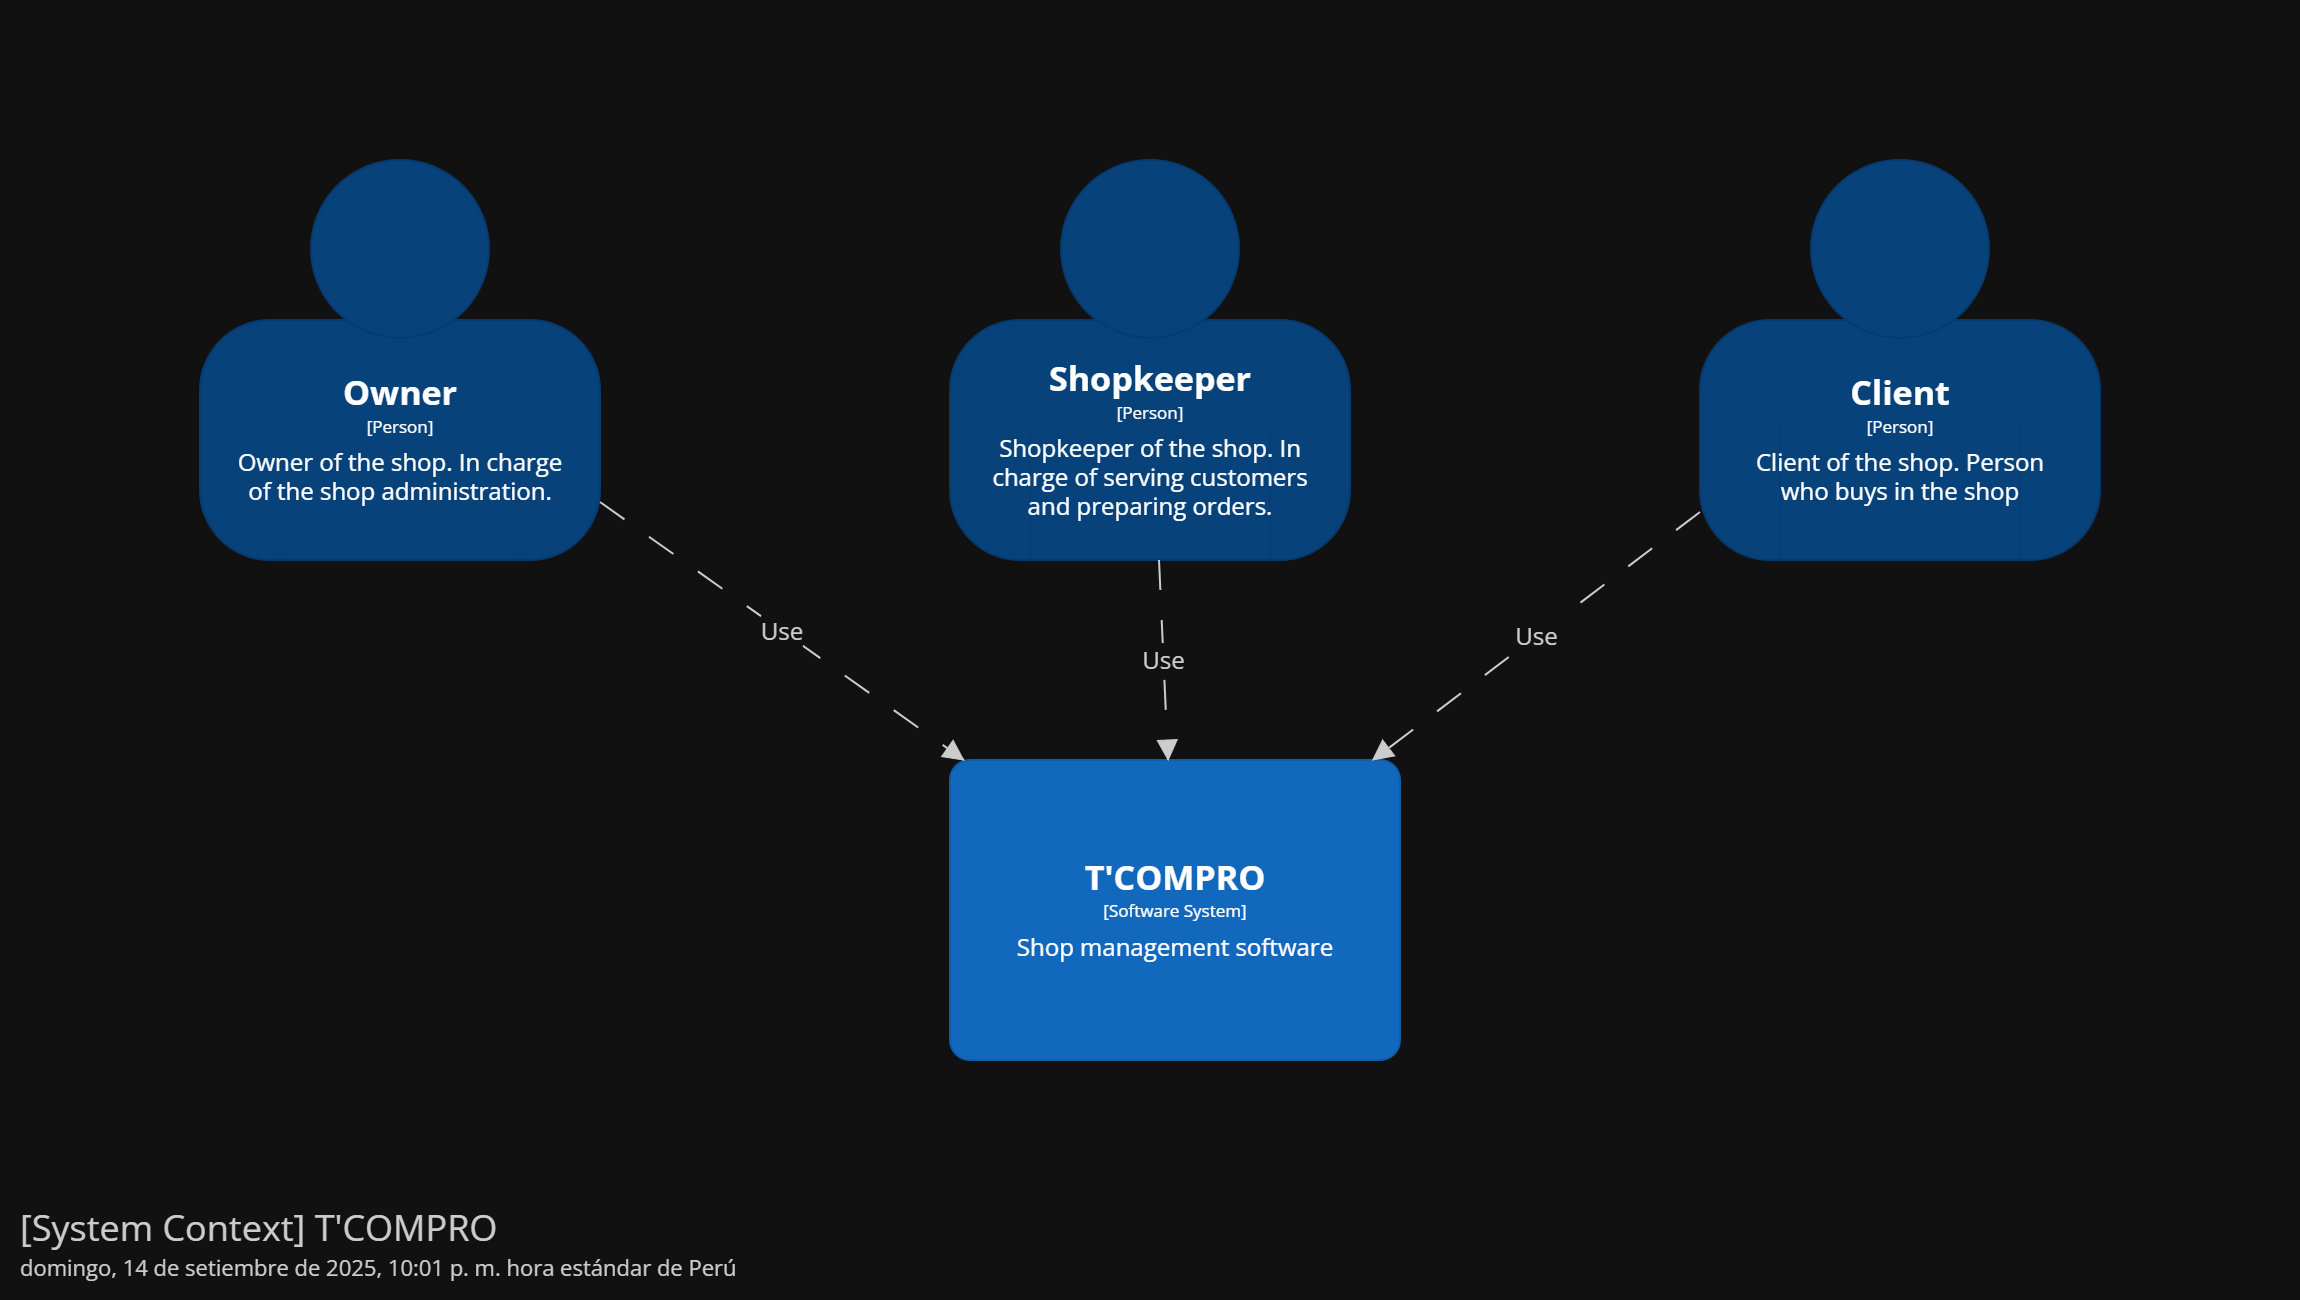 Owner
[Person]
Owner of the shop. In charge
of the shop administration.
Shopkeeper
[Person]
Shopkeeper of the shop. In
charge of serving customers
and preparing orders.
Client
[Person]
Client of the shop. Person
who buys in the shop
Use
Use
Use
T'COMPRO
[Software System]
Shop management software
[System Context] T'COMPRO
domingo, 14 de setiembre de 2025, 10:01 p. m. hora estándar de Perú